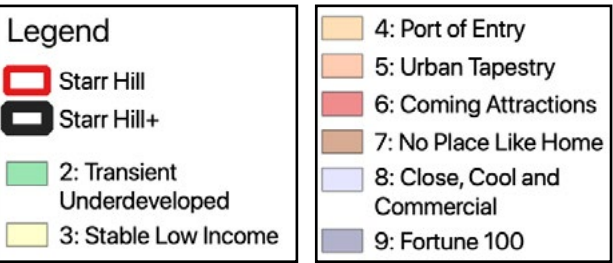 Legend
Starr Hill
Starr Hill+
2: Transient
Underdeveloped
3: Stable Low Income
4: Port of Entry
5: Urban Tapestry
6: Coming Attractions
7: No Place Like Home
8: Close, Cool and
Commercial
9: Fortune 100